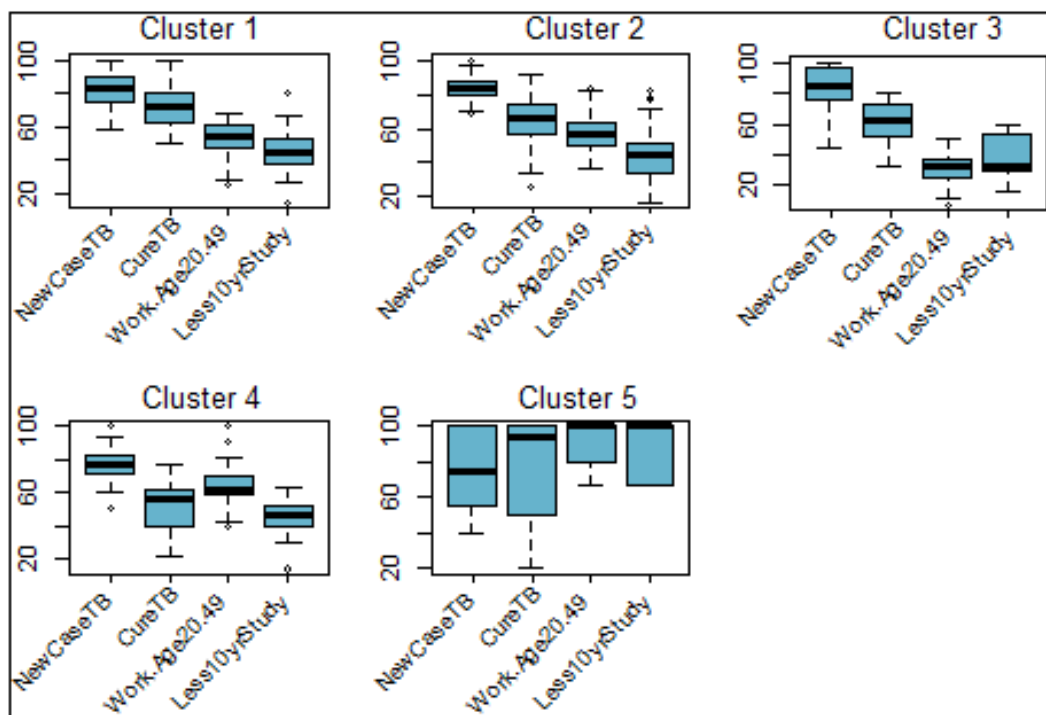 Cluster 1
100
60
20
NewCaseTB
CureTB
Work.Age20.49
Less10yrStudy
Cluster 2
100
60
20
NewCaseTB
CureTB
Work.Age20.49
Less10yrStudy
Cluster 3
100
60
20
NewCaseTB
CureTB
Work.Age20.49
Less10yrStudy
Cluster 4
100
60
20
NewCaseTB
CureTB
Work.Age20.49
Less10yrStudy
Cluster 5
100
60
20
NewCaseTB
CureTB
Work.Age20.49
Less10yrStudy